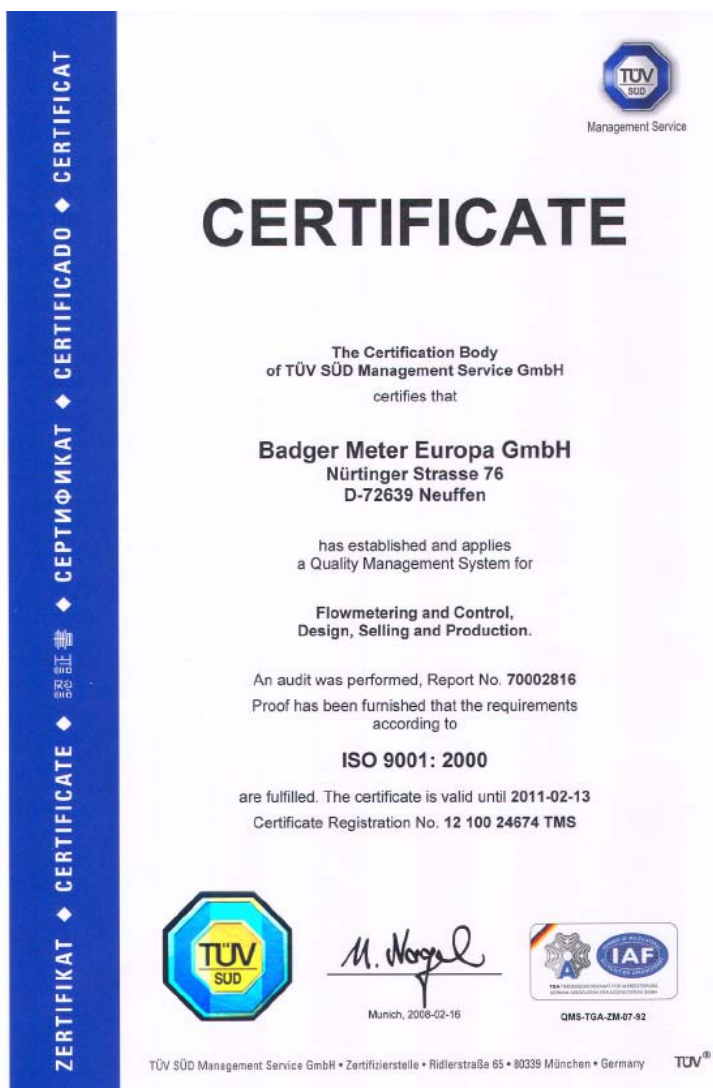 ZERTIFIKAT ◆ CERTIFICATE ◆ 認証書 ◆ СЕРТИФИКАТ ◆ CERTIFICADO ◆ CERTIFICAT
TÜV
SÜD
Management Service
CERTIFICATE
The Certification Body
of TÜV SÜD Management Service GmbH
certifies that
Badger Meter Europa GmbH
Nürtinger Strasse 76
D-72639 Neuffen
has established and applies
a Quality Management System for
Flowmetering and Control,
Design, Selling and Production.
An audit was performed, Report No. 70002816
Proof has been furnished that the requirements
according to
ISO 9001: 2000
are fulfilled. The certificate is valid until 2011-02-13
Certificate Registration No. 12 100 24674 TMS
TÜV
SÜD
M. Nagel
Munich, 2008-02-16
IAF
QMS-TGA-ZM-07-92
TÜV SÜD Management Service GmbH • Zertifizierstelle • Ridlerstraße 65 • 80339 München • Germany
TÜV®